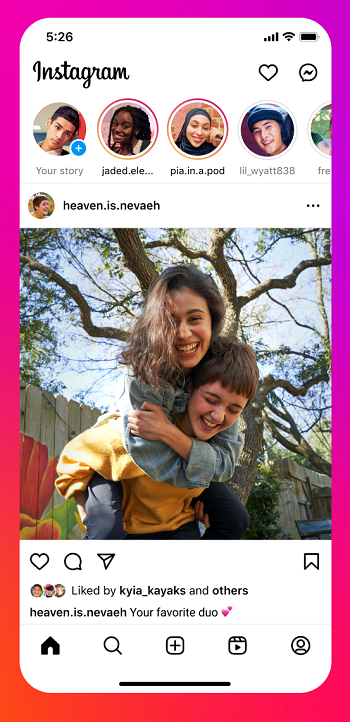 5:26
Instagram
Your story
jaded.ele...
pia.in.a.pod
lil_wyatt838
fre
heaven.is.nevaeh
Liked by kyia_kayaks and others
heaven.is.nevaeh Your favorite duo 💕